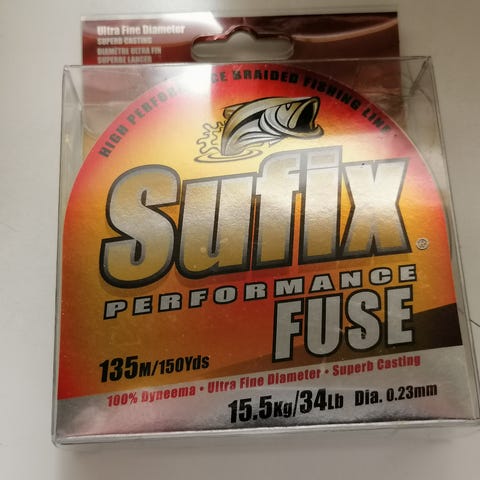 Ultra Fine Diameter
SUPERB CASTING
DIAMÈTRE ULTRA FIN
SUPERBE LANCER
HIGH PERFORMANCE BRAIDED FISHING LINE
Sufix®
PERFORMANCE
FUSE
135M/150Yds
100% Dyneema • Ultra Fine Diameter • Superb Casting
15.5Kg/34Lb Dia. 0.23mm